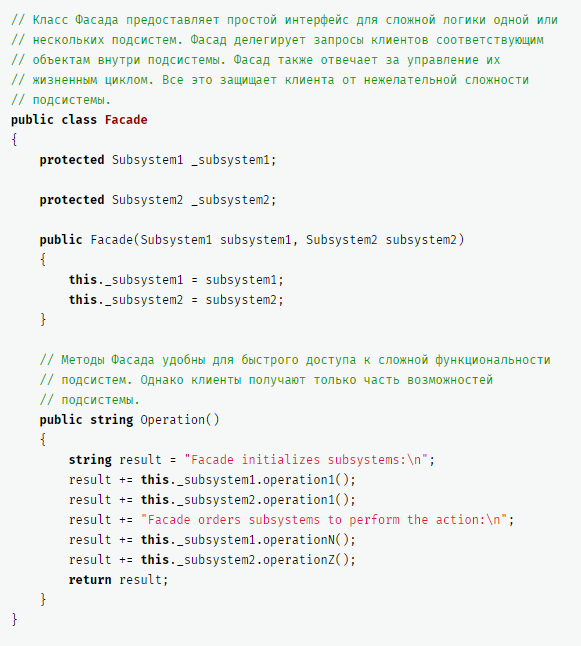 // Класс Фасада предоставляет простой интерфейс для сложной логики одной или
// нескольких подсистем. Фасад делегирует запросы клиентов соответствующим
// объектам внутри подсистемы. Фасад также отвечает за управление их
// жизненным циклом. Все это защищает клиента от нежелательной сложности
// подсистемы.
public class Facade
{
    protected Subsystem1 _subsystem1;

    protected Subsystem2 _subsystem2;

    public Facade(Subsystem1 subsystem1, Subsystem2 subsystem2)
    {
        this._subsystem1 = subsystem1;
        this._subsystem2 = subsystem2;
    }

    // Методы Фасада удобны для быстрого доступа к сложной функциональности
    // подсистем. Однако клиенты получают только часть возможностей
    // подсистемы.
    public string Operation()
    {
        string result = "Facade initializes subsystems:\n";
        result += this._subsystem1.operation1();
        result += this._subsystem2.operation1();
        result += "Facade orders subsystems to perform the action:\n";
        result += this._subsystem1.operationN();
        result += this._subsystem2.operationZ();
        return result;
    }
}